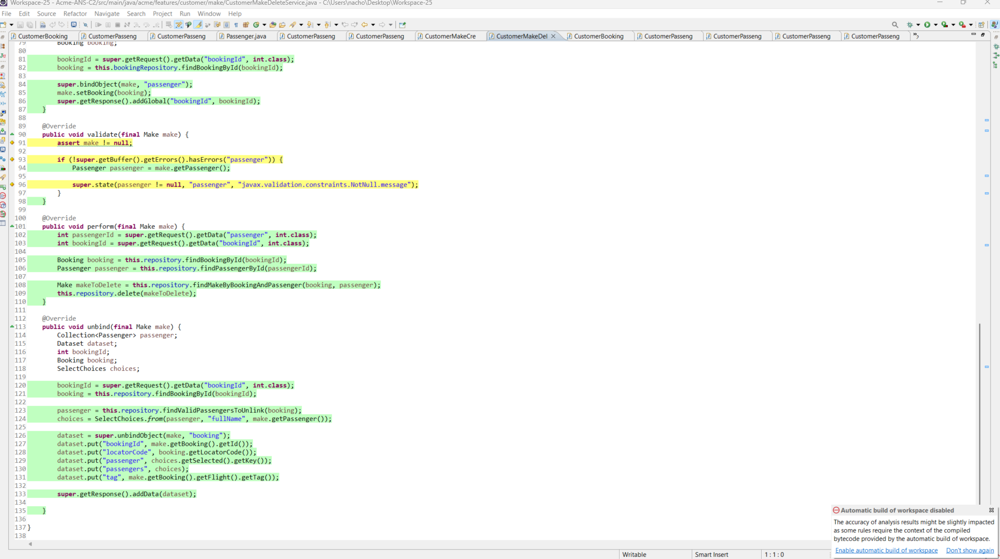 Workspace-25 - Acme-ANS-C2/src/main/java/acme/features/customer/make/CustomerMakeDeleteService.java - C:\Users\nacho\Desktop\Workspace-25
File Edit Source Refactor Navigate Search Project Run Window Help
CustomerBooking CustomerPasseng CustomerPasseng Passenger.java CustomerPasseng CustomerPasseng CustomerMakeCre CustomerMakeDel CustomerBooking CustomerPasseng CustomerPasseng CustomerPasseng CustomerPasseng
79 Booking booking;
80
81 bookingId = super.getRequest().getData("bookingId", int.class);
82 booking = this.bookingRepository.findBookingById(bookingId);
83
84 super.bindObject(make, "passenger");
85 make.setBooking(booking);
86 super.getResponse().addGlobal("bookingId", bookingId);
87 }
88
89 @Override
90 public void validate(final Make make) {
91 assert make != null;
92
93 if (!super.getBuffer().getErrors().hasErrors("passenger")) {
94 Passenger passenger = make.getPassenger();
95
96 super.state(passenger != null, "passenger", "javax.validation.constraints.NotNull.message");
97 }
98 }
99
100 @Override
101 public void perform(final Make make) {
102 int passengerId = super.getRequest().getData("passenger", int.class);
103 int bookingId = super.getRequest().getData("bookingId", int.class);
104
105 Booking booking = this.repository.findBookingById(bookingId);
106 Passenger passenger = this.repository.findPassengerById(passengerId);
107
108 Make makeToDelete = this.repository.findMakeByBookingAndPassenger(booking, passenger);
109 this.repository.delete(makeToDelete);
110 }
111
112 @Override
113 public void unbind(final Make make) {
114 Collection<Passenger> passenger;
115 Dataset dataset;
116 int bookingId;
117 Booking booking;
118 SelectChoices choices;
119
120 bookingId = super.getRequest().getData("bookingId", int.class);
121 booking = this.repository.findBookingById(bookingId);
122
123 passenger = this.repository.findValidPassengersToUnlink(booking);
124 choices = SelectChoices.from(passenger, "fullName", make.getPassenger());
125
126 dataset = super.unbindObject(make, "booking");
127 dataset.put("bookingId", make.getBooking().getId());
128 dataset.put("locatorCode", booking.getLocatorCode());
129 dataset.put("passenger", choices.getSelected().getKey());
130 dataset.put("passengers", choices);
131 dataset.put("tag", make.getBooking().getFlight().getTag());
132
133 super.getResponse().addData(dataset);
134
135 }
136
137 }
138
Automatic build of workspace disabled
The accuracy of analysis results might be slightly impacted
as some rules require the context of the compiled
bytecode provided by the automatic build of workspace.
Enable automatic build of workspace Don't show again
Writable Smart Insert 1 : 1 : 0